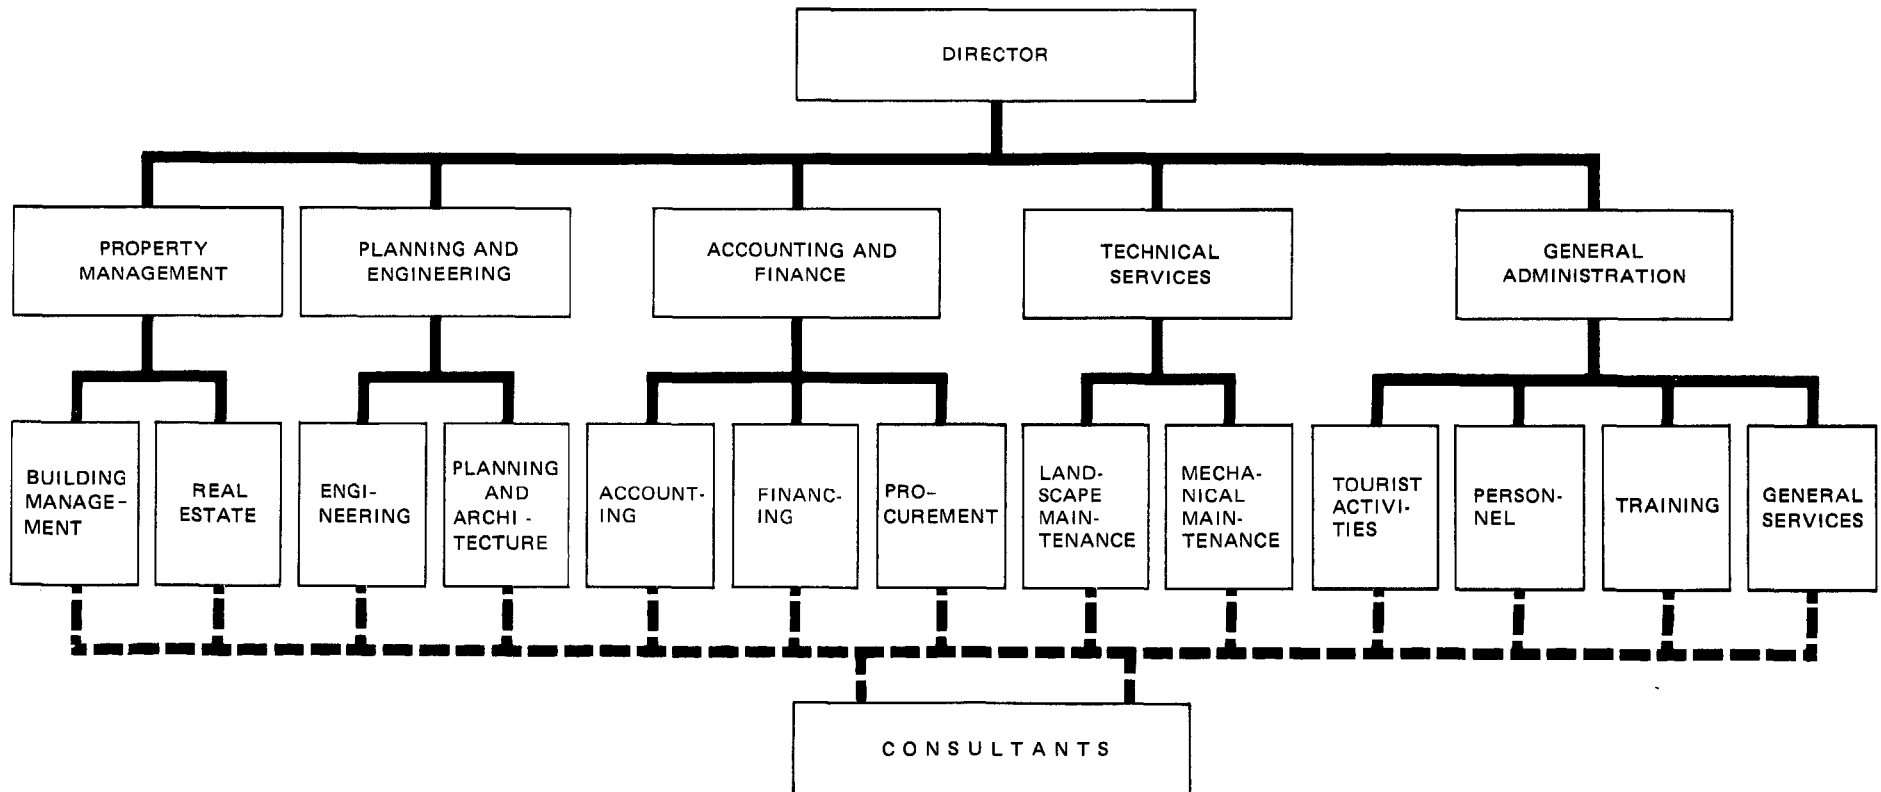 DIRECTOR
PROPERTY
MANAGEMENT
PLANNING AND
ENGINEERING
ACCOUNTING AND
FINANCE
TECHNICAL
SERVICES
GENERAL
ADMINISTRATION
BUILDING
MANAGE-
MENT
REAL
ESTATE
ENGI-
NEERING
PLANNING
AND
ARCHI-
TECTURE
ACCOUNT-
ING
FINANC-
ING
PRO-
CUREMENT
LAND-
SCAPE
MAIN-
TENANCE
MECHA-
NICAL
MAIN-
TENANCE
TOURIST
ACTIVI-
TIES
PERSON-
NEL
TRAINING
GENERAL
SERVICES
CONSULTANTS